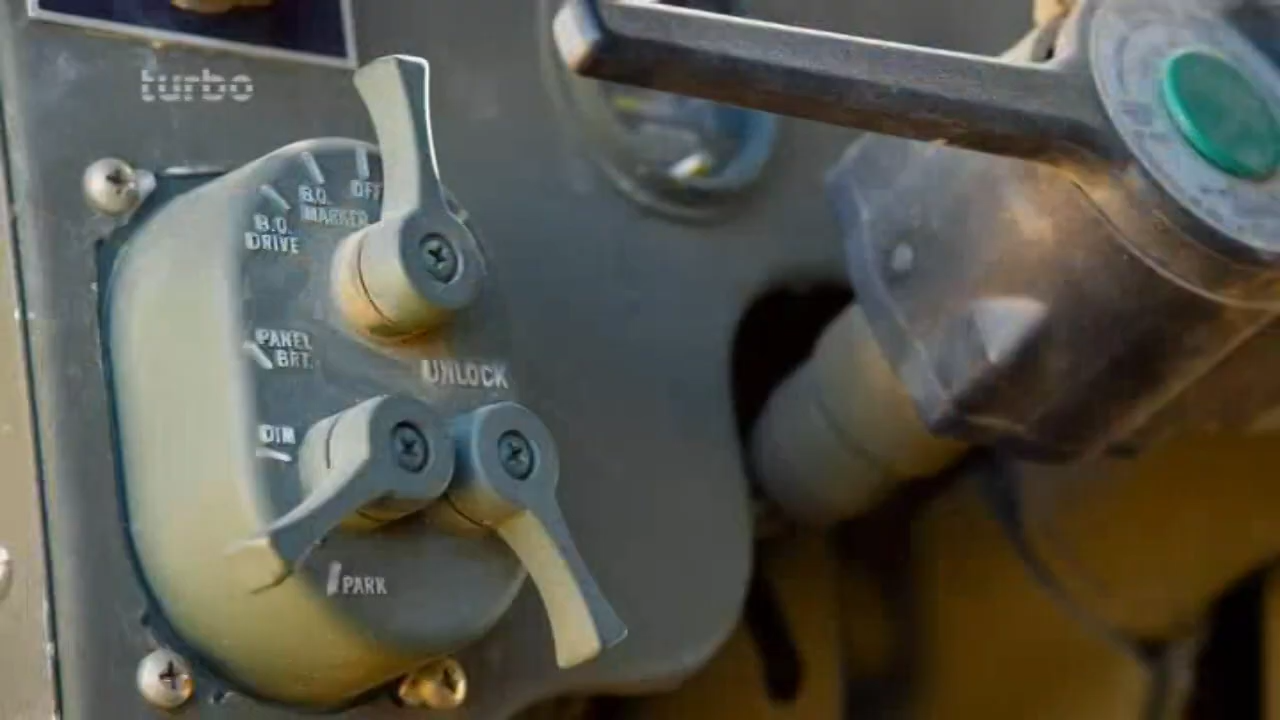 turbo
OFF
B.O.
MARKER
B.O.
DRIVE
PANEL
BRT.
UNLOCK
DIM
PARK